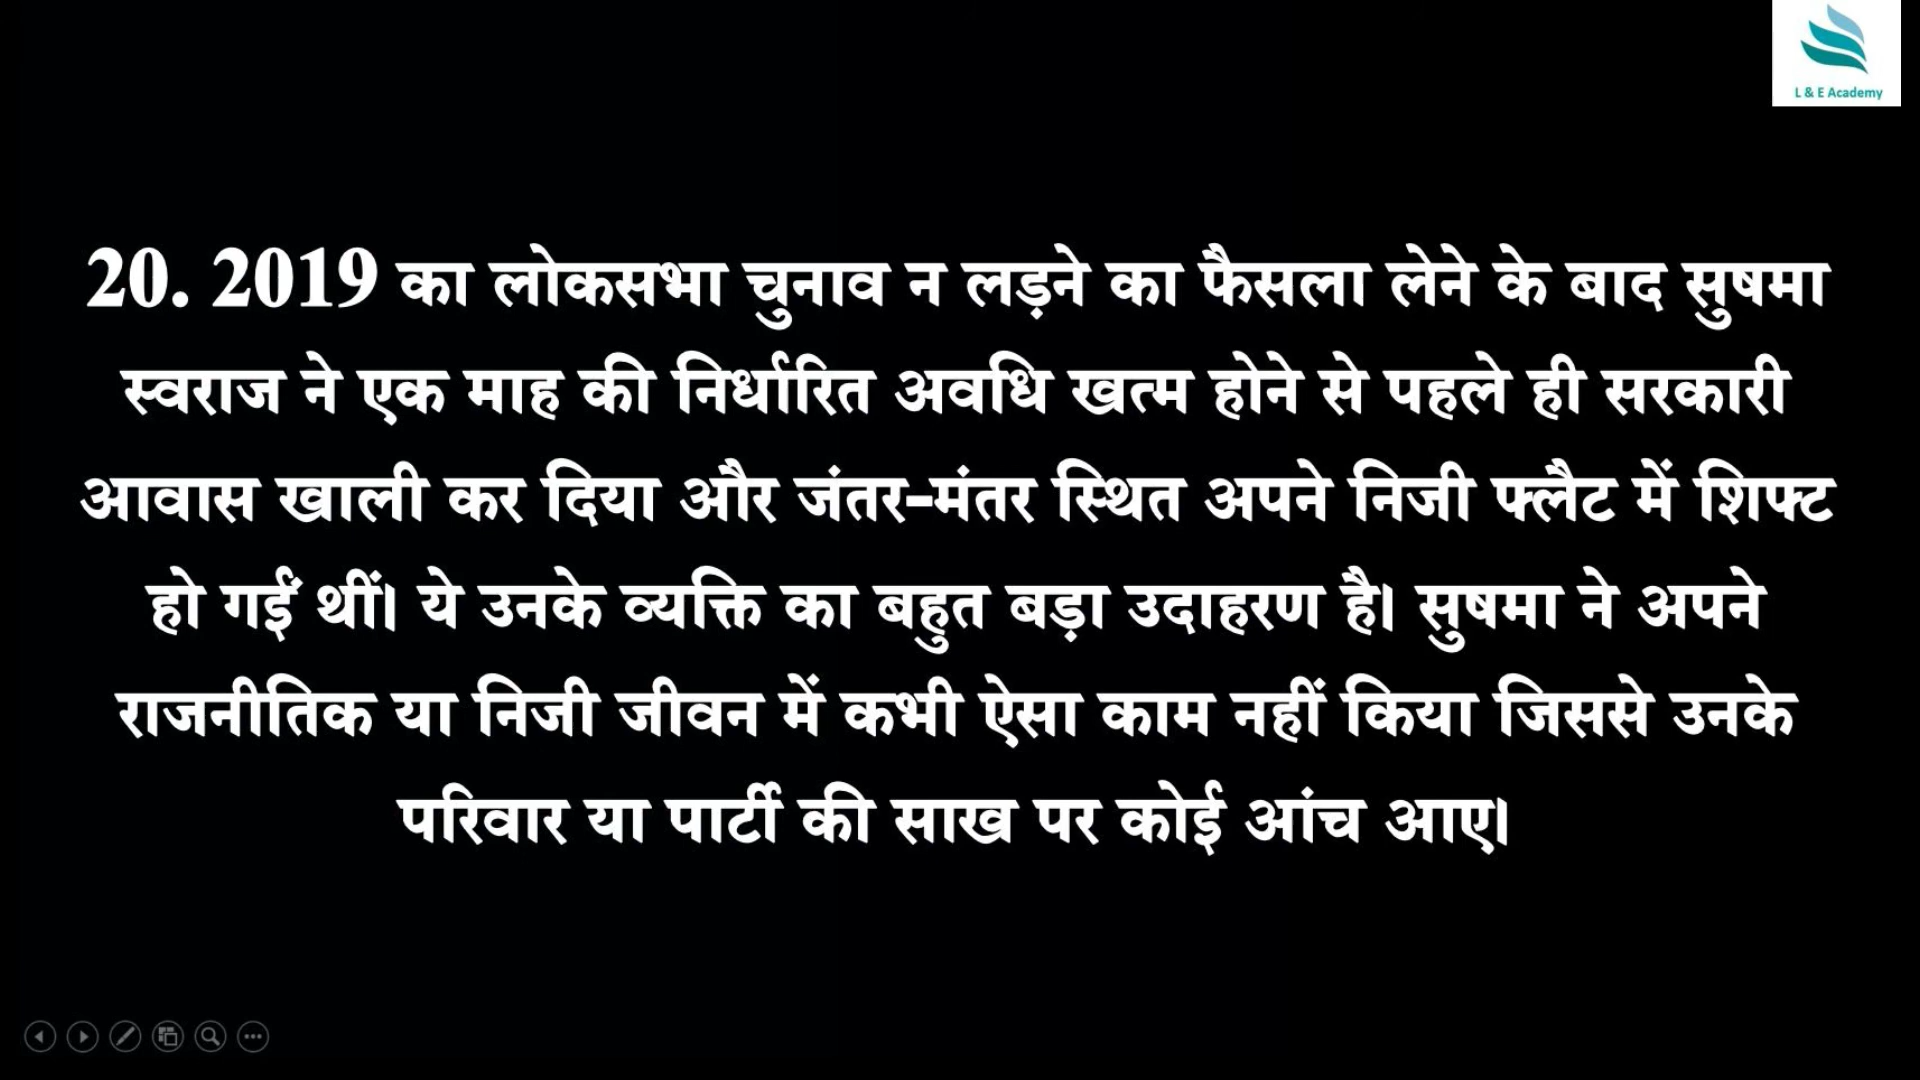 L & E Academy
20. 2019 का लोकसभा चुनाव न लड़ने का फैसला लेने के बाद सुषमा
स्वराज ने एक माह की निर्धारित अवधि खत्म होने से पहले ही सरकारी
आवास खाली कर दिया और जंतर-मंतर स्थित अपने निजी फ्लैट में शिफ्ट
हो गईं थीं। ये उनके व्यक्ति का बहुत बड़ा उदाहरण है। सुषमा ने अपने
राजनीतिक या निजी जीवन में कभी ऐसा काम नहीं किया जिससे उनके
परिवार या पार्टी की साख पर कोई आंच आए।